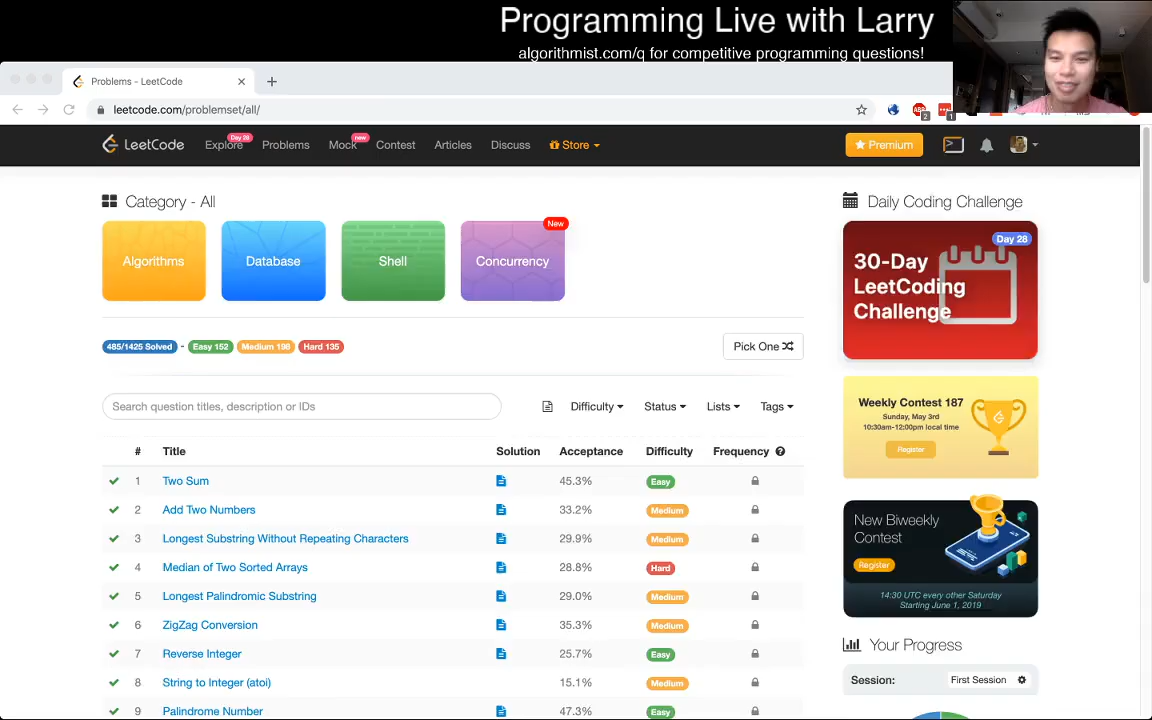 Programming Live with Larry
algorithmist.com/q for competitive programming questions!
Problems - LeetCode
leetcode.com/problemset/all/
2
1
LeetCode
Explore
Day 28
Problems
Mock
new
Contest
Articles
Discuss
Store
Premium
Category - All
Algorithms
Database
Shell
Concurrency
New
485/1425 Solved - Easy 152 Medium 198 Hard 135
Pick One
Search question titles, description or IDs
Difficulty Status Lists Tags
# Title Solution Acceptance Difficulty Frequency
1 Two Sum 45.3% Easy
2 Add Two Numbers 33.2% Medium
3 Longest Substring Without Repeating Characters 29.9% Medium
4 Median of Two Sorted Arrays 28.8% Hard
5 Longest Palindromic Substring 29.0% Medium
6 ZigZag Conversion 35.3% Medium
7 Reverse Integer 25.7% Easy
8 String to Integer (atoi) 15.1% Medium
9 Palindrome Number 47.3% Easy
Daily Coding Challenge
Day 28
30-Day
LeetCoding
Challenge
Weekly Contest 187
Sunday, May 3rd
10:30am-12:00pm local time
Register
New Biweekly
Contest
Register
14:30 UTC every other Saturday
Starting June 1, 2019
Your Progress
Session: First Session